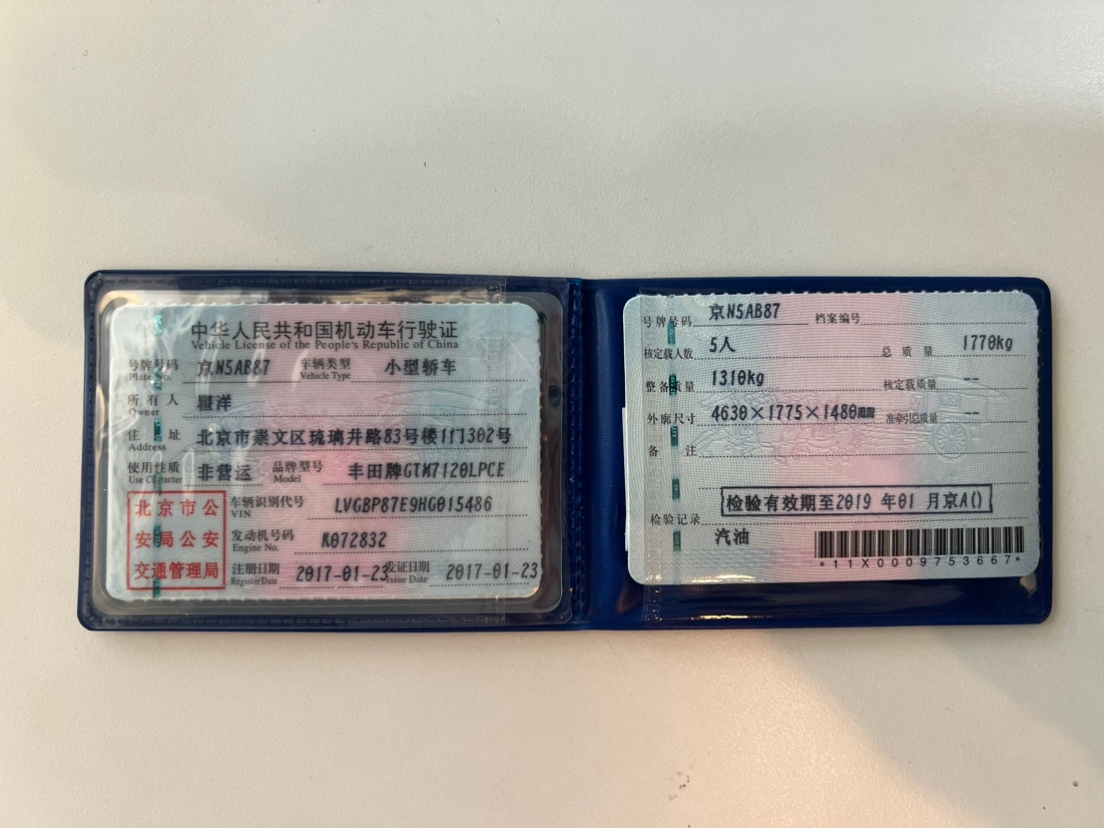 中华人民共和国机动车行驶证
Vehicle License of the People's Republic of China
号牌号码 京N5AB87 车辆类型 小型轿车
Plate No. Vehicle Type
所有人 瞿洋
Owner
住址 北京市崇文区琉璃井路83号楼11门302号
Address
使用性质 非营运 品牌型号 丰田牌GTM7120LPCE
Use Character Model
北京市公安局公安交通管理局
车辆识别代号 LVGBP87E9HG015486
VIN
发动机号码 K072832
Engine No.
注册日期 2017-01-23 发证日期 2017-01-23
Register Date Issue Date
号牌号码 京N5AB87 档案编号
核定载人数 5人 总质量 1770kg
整备质量 1310kg 核定载质量 --
外廓尺寸 4630×1775×1480mm 准牵引总质量 --
备注
检验有效期至2019年01月京A()
检验记录
汽油
*11X0009753667*